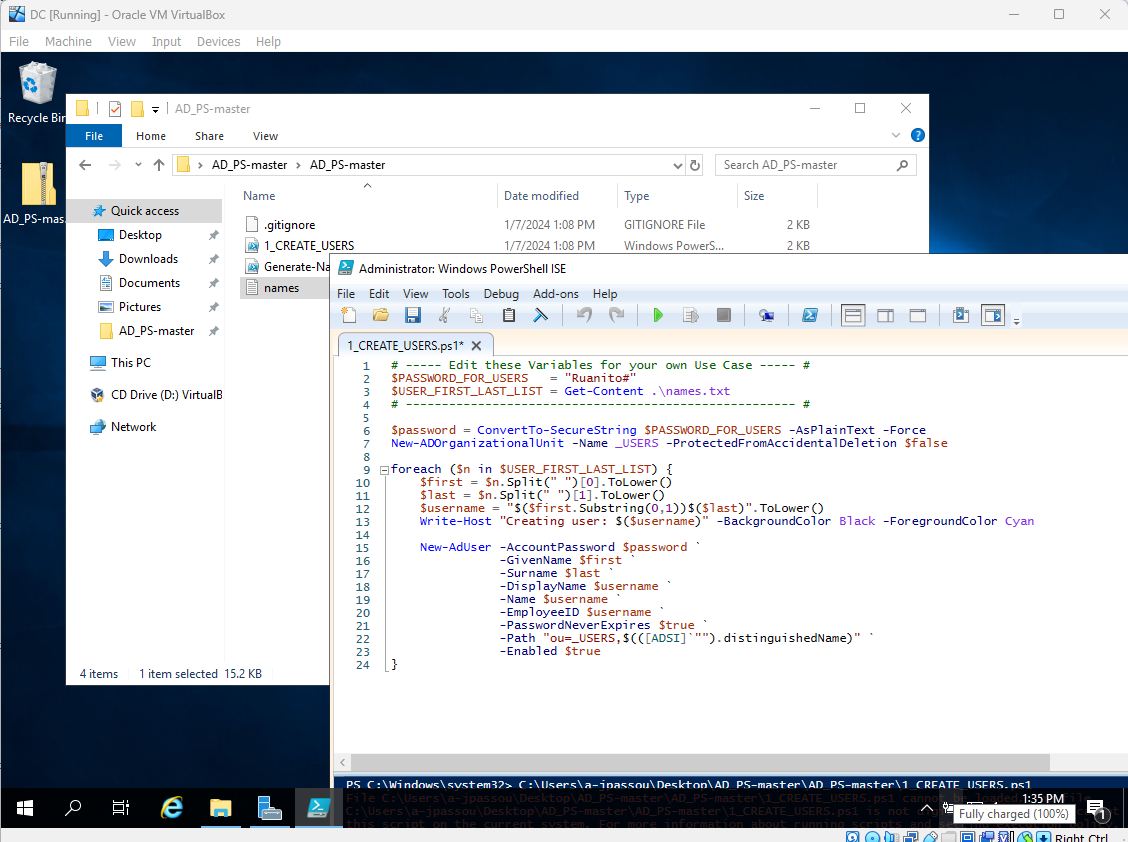 DC [Running] - Oracle VM VirtualBox
File Machine View Input Devices Help
Recycle Bin
AD_PS-mas...
AD_PS-master
File Home Share View
AD_PS-master › AD_PS-master
Search AD_PS-master
Name Date modified Type Size
Quick access
Desktop
Downloads
Documents
Pictures
AD_PS-master
This PC
CD Drive (D:) VirtualB
Network
.gitignore 1/7/2024 1:08 PM GITIGNORE File 2 KB
1_CREATE_USERS 1/7/2024 1:08 PM Windows PowerS... 2 KB
Generate-Na
names
4 items 1 item selected 15.2 KB
Administrator: Windows PowerShell ISE
File Edit View Tools Debug Add-ons Help
1_CREATE_USERS.ps1*
1 # ----- Edit these Variables for your own Use Case ----- #
2 $PASSWORD_FOR_USERS   = "Ruanito#"
3 $USER_FIRST_LAST_LIST = Get-Content .\names.txt
4 # ------------------------------------------------------ #
5
6 $password = ConvertTo-SecureString $PASSWORD_FOR_USERS -AsPlainText -Force
7 New-ADOrganizationalUnit -Name _USERS -ProtectedFromAccidentalDeletion $false
8
9 foreach ($n in $USER_FIRST_LAST_LIST) {
10 $first = $n.Split(" ")[0].ToLower()
11 $last = $n.Split(" ")[1].ToLower()
12 $username = "$($first.Substring(0,1))$($last)".ToLower()
13 Write-Host "Creating user: $($username)" -BackgroundColor Black -ForegroundColor Cyan
14
15 New-AdUser -AccountPassword $password `
16 -GivenName $first `
17 -Surname $last `
18 -DisplayName $username `
19 -Name $username `
20 -EmployeeID $username `
21 -PasswordNeverExpires $true `
22 -Path "ou=_USERS,$(([ADSI]`"").distinguishedName)" `
23 -Enabled $true
24 }
PS C:\Windows\system32> C:\Users\a-jpassou\Desktop\AD_PS-master\AD_PS-master\1_CREATE_USERS.ps1
File C:\Users\a-jpassou\Desktop\AD_PS-master\AD_PS-master\1_CREATE_USERS.ps1 cannot be loaded.
C:\Users\a-jpassou\Desktop\AD_PS-master\AD_PS-master\1_CREATE_USERS.ps1 is not
this script on the current system. For more information about running scripts and
1:35 PM
Fully charged (100%)
1
Right Ctrl